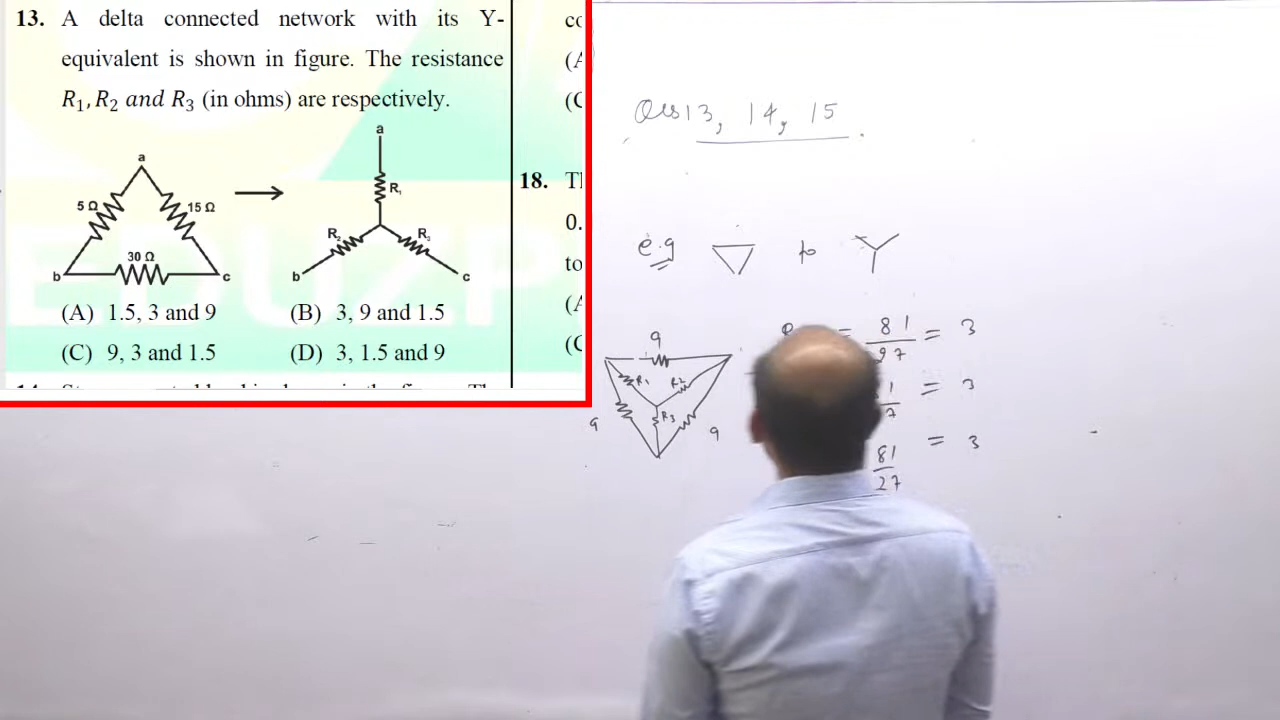 13. A delta connected network with its Y-
equivalent is shown in figure. The resistance
R₁, R₂ and R₃ (in ohms) are respectively.
a
5 Ω
15 Ω
30 Ω
b
c
a
R₁
R₂
R₃
b
c
(A) 1.5, 3 and 9
(B) 3, 9 and 1.5
(C) 9, 3 and 1.5
(D) 3, 1.5 and 9
18.
0.
to
(A
(C
Ques 13, 14, 15
e.g ▽ to Y
9
R1
R2
R3
9
9
= 81/27 = 3
= 3
81/27 = 3